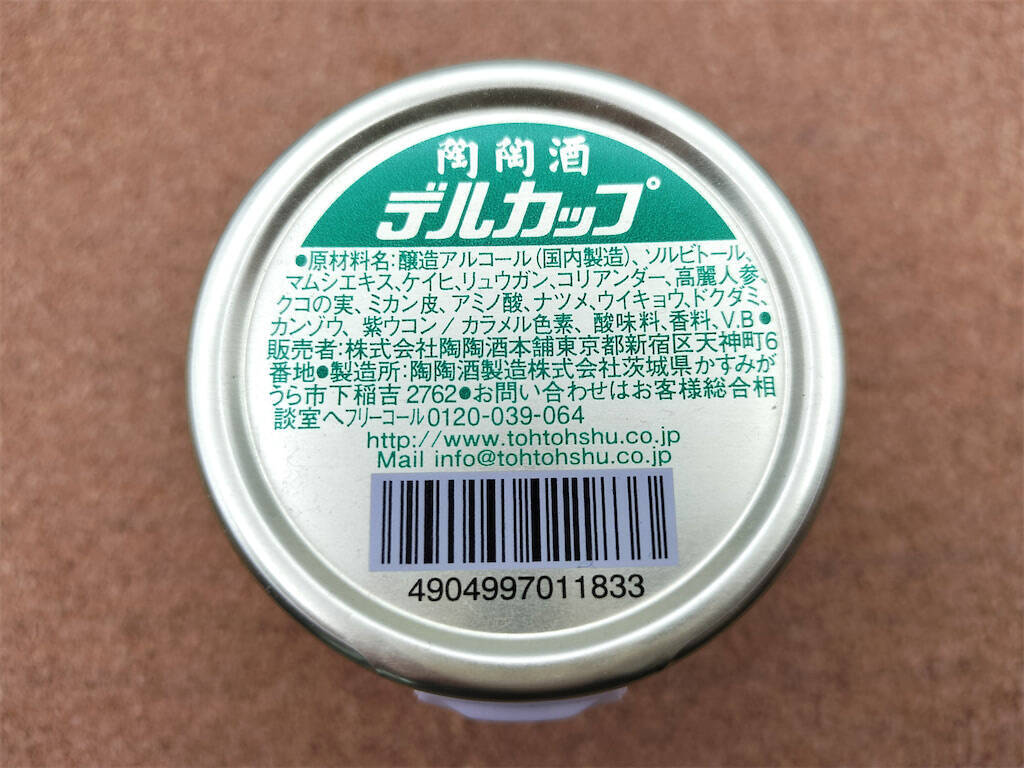 陶陶酒
デルカップ
●原材料名:醸造アルコール(国内製造)、ソルビトール、
マムシエキス、ケイヒ、リュウガン、コリアンダー、高麗人参、
クコの実、ミカン皮、アミノ酸、ナツメ、ウイキョウ、ドクダミ、
カンゾウ、紫ウコン/カラメル色素、酸味料、香料、V.B●
販売者:株式会社陶陶酒本舗東京都新宿区天神町6
番地●製造所:陶陶酒製造株式会社茨城県かすみが
うら市下稲吉2762●お問い合わせはお客様総合相
談室へフリーコール0120-039-064
http://www.tohtohshu.co.jp
Mail info@tohtohshu.co.jp
4904997011833